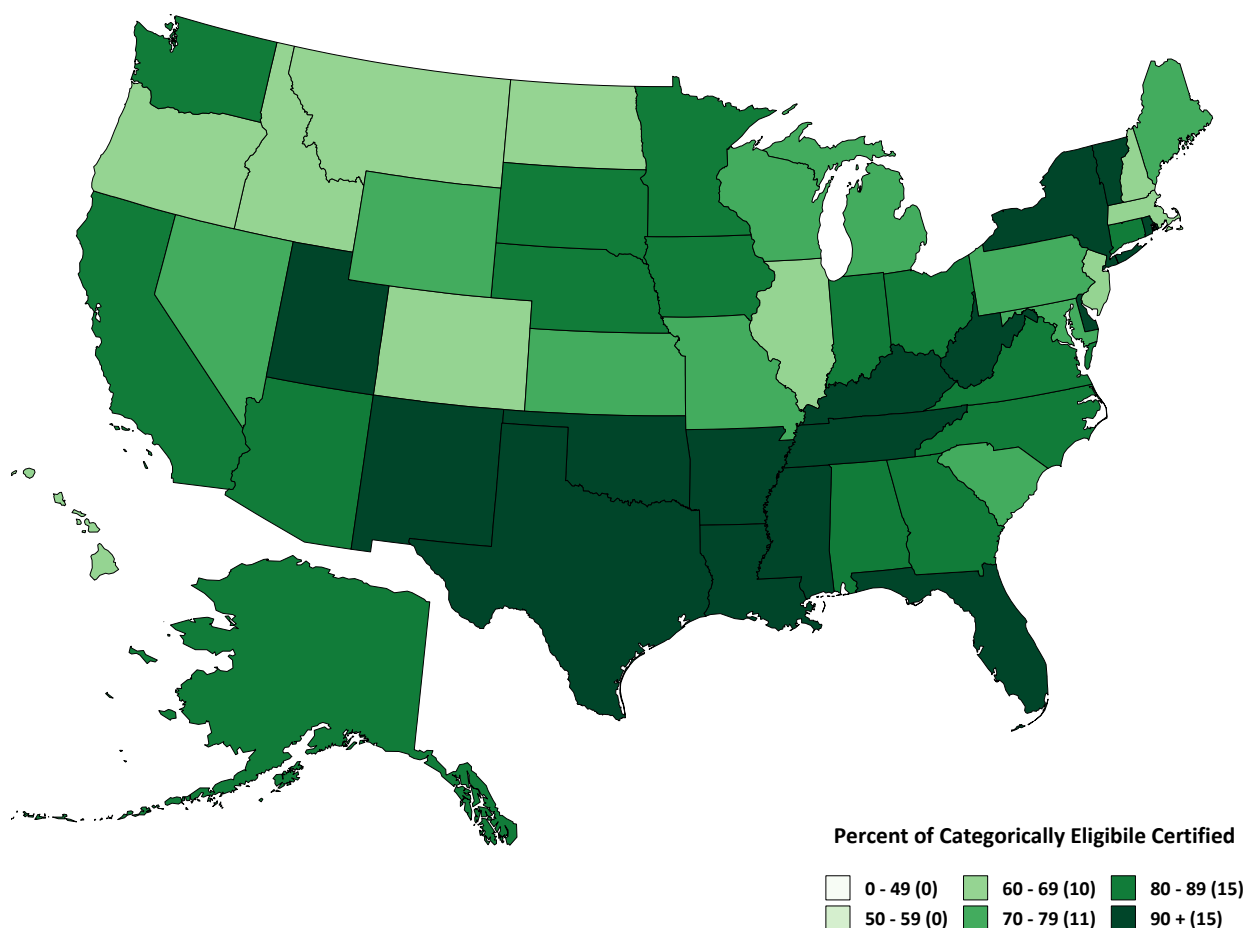 Percent of Categorically Eligibile Certified
0 - 49 (0) 60 - 69 (10) 80 - 89 (15)
50 - 59 (0) 70 - 79 (11) 90 + (15)